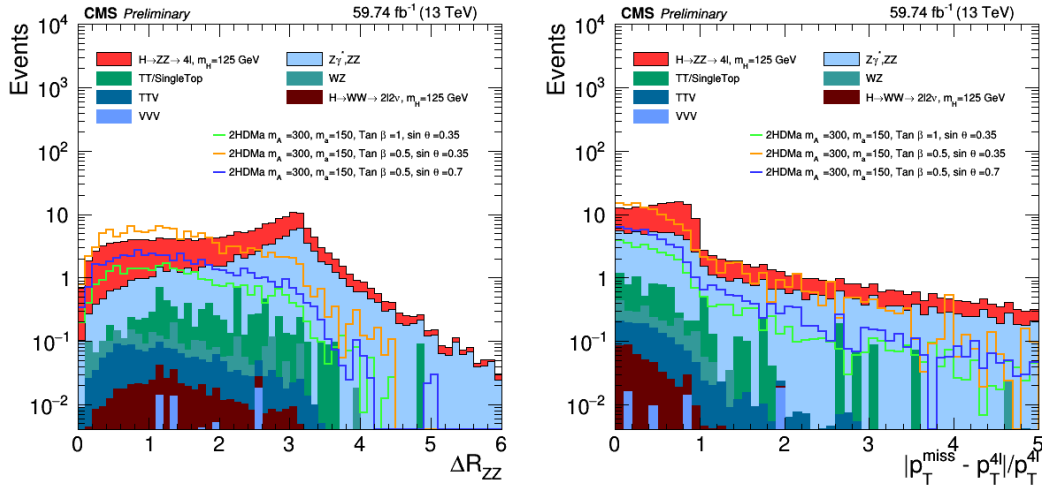 CMS Preliminary 59.74 fb⁻¹ (13 TeV)
Events
10⁴
10³
10²
10
1
10⁻¹
10⁻²
H→ZZ→ 4l, m_H=125 GeV
Zγ*,ZZ
TT/SingleTop
WZ
TTV
H→WW→ 2l2ν, m_H=125 GeV
VVV
2HDMa m_A =300, m_a=150, Tan β =1, sin θ =0.35
2HDMa m_A =300, m_a=150, Tan β =0.5, sin θ =0.35
2HDMa m_A =300, m_a=150, Tan β =0.5, sin θ =0.7
0 1 2 3 4 5 6
ΔR_ZZ
CMS Preliminary 59.74 fb⁻¹ (13 TeV)
Events
10⁴
10³
10²
10
1
10⁻¹
10⁻²
H→ZZ→ 4l, m_H=125 GeV
Zγ*,ZZ
TT/SingleTop
WZ
TTV
H→WW→ 2l2ν, m_H=125 GeV
VVV
2HDMa m_A =300, m_a=150, Tan β =1, sin θ =0.35
2HDMa m_A =300, m_a=150, Tan β =0.5, sin θ =0.35
2HDMa m_A =300, m_a=150, Tan β =0.5, sin θ =0.7
0 1 2 3 4 5
|p_T^miss - p_T^4l|/p_T^4l